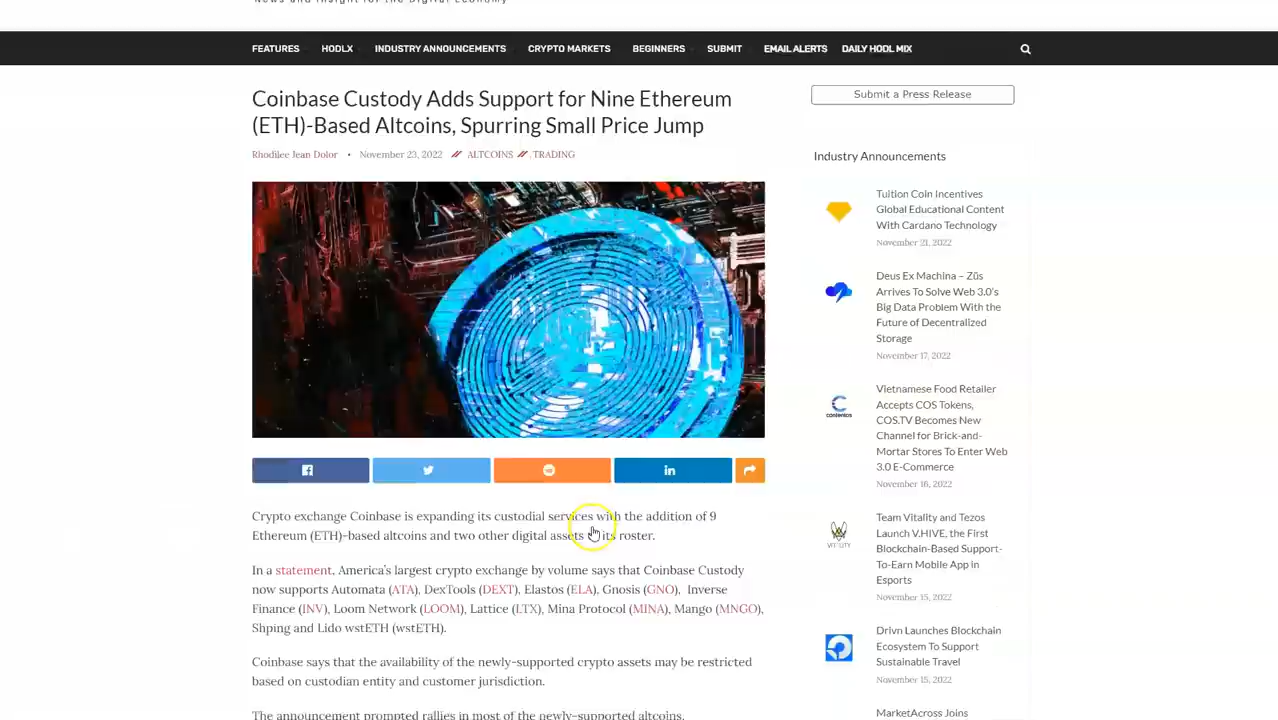 News and Insight for the Digital Economy
FEATURES HODLX INDUSTRY ANNOUNCEMENTS CRYPTO MARKETS BEGINNERS SUBMIT EMAIL ALERTS DAILY HODL MIX
Coinbase Custody Adds Support for Nine Ethereum
(ETH)-Based Altcoins, Spurring Small Price Jump
Rhodilee Jean Dolor • November 23, 2022 // ALTCOINS // , TRADING
Crypto exchange Coinbase is expanding its custodial services with the addition of 9
Ethereum (ETH)-based altcoins and two other digital assets to its roster.
In a statement, America's largest crypto exchange by volume says that Coinbase Custody
now supports Automata (ATA), DexTools (DEXT), Elastos (ELA), Gnosis (GNO), Inverse
Finance (INV), Loom Network (LOOM), Lattice (LTX), Mina Protocol (MINA), Mango (MNGO),
Shping and Lido wstETH (wstETH).
Coinbase says that the availability of the newly-supported crypto assets may be restricted
based on custodian entity and customer jurisdiction.
The announcement prompted rallies in most of the newly-supported altcoins.
Submit a Press Release
Industry Announcements
Tuition Coin Incentives
Global Educational Content
With Cardano Technology
November 21, 2022
Deus Ex Machina – Züs
Arrives To Solve Web 3.0's
Big Data Problem With the
Future of Decentralized
Storage
November 17, 2022
contentos
Vietnamese Food Retailer
Accepts COS Tokens,
COS.TV Becomes New
Channel for Brick-and-
Mortar Stores To Enter Web
3.0 E-Commerce
November 16, 2022
Team Vitality and Tezos
Launch V.HIVE, the First
Blockchain-Based Support-
To-Earn Mobile App in
Esports
November 15, 2022
Drivn Launches Blockchain
Ecosystem To Support
Sustainable Travel
November 15, 2022
MarketAcross Joins